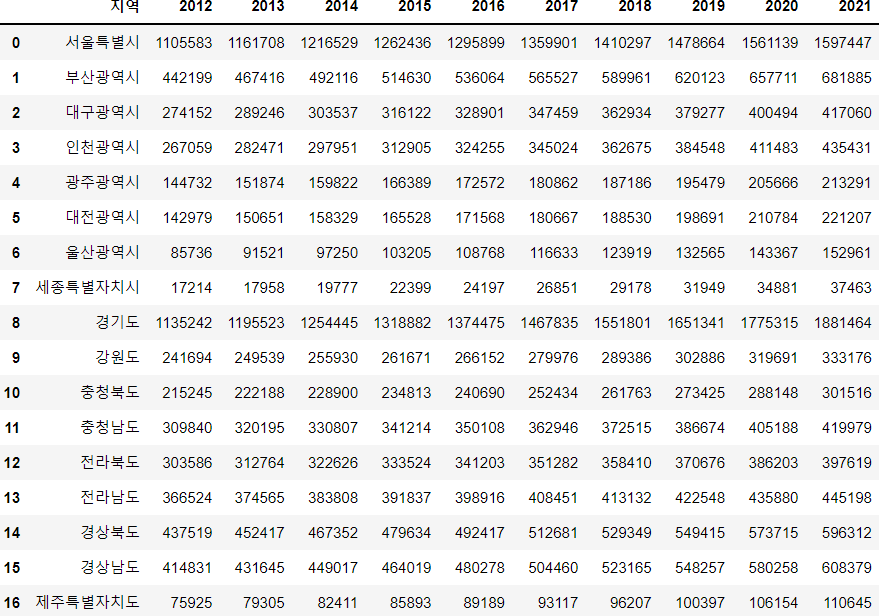 지역 2012 2013 2014 2015 2016 2017 2018 2019 2020 2021
0 서울특별시 1105583 1161708 1216529 1262436 1295899 1359901 1410297 1478664 1561139 1597447
1 부산광역시 442199 467416 492116 514630 536064 565527 589961 620123 657711 681885
2 대구광역시 274152 289246 303537 316122 328901 347459 362934 379277 400494 417060
3 인천광역시 267059 282471 297951 312905 324255 345024 362675 384548 411483 435431
4 광주광역시 144732 151874 159822 166389 172572 180862 187186 195479 205666 213291
5 대전광역시 142979 150651 158329 165528 171568 180667 188530 198691 210784 221207
6 울산광역시 85736 91521 97250 103205 108768 116633 123919 132565 143367 152961
7 세종특별자치시 17214 17958 19777 22399 24197 26851 29178 31949 34881 37463
8 경기도 1135242 1195523 1254445 1318882 1374475 1467835 1551801 1651341 1775315 1881464
9 강원도 241694 249539 255930 261671 266152 279976 289386 302886 319691 333176
10 충청북도 215245 222188 228900 234813 240690 252434 261763 273425 288148 301516
11 충청남도 309840 320195 330807 341214 350108 362946 372515 386674 405188 419979
12 전라북도 303586 312764 322626 333524 341203 351282 358410 370676 386203 397619
13 전라남도 366524 374565 383808 391837 398916 408451 413132 422548 435880 445198
14 경상북도 437519 452417 467352 479634 492417 512681 529349 549415 573715 596312
15 경상남도 414831 431645 449017 464019 480278 504460 523165 548257 580258 608379
16 제주특별자치도 75925 79305 82411 85893 89189 93117 96207 100397 106154 110645